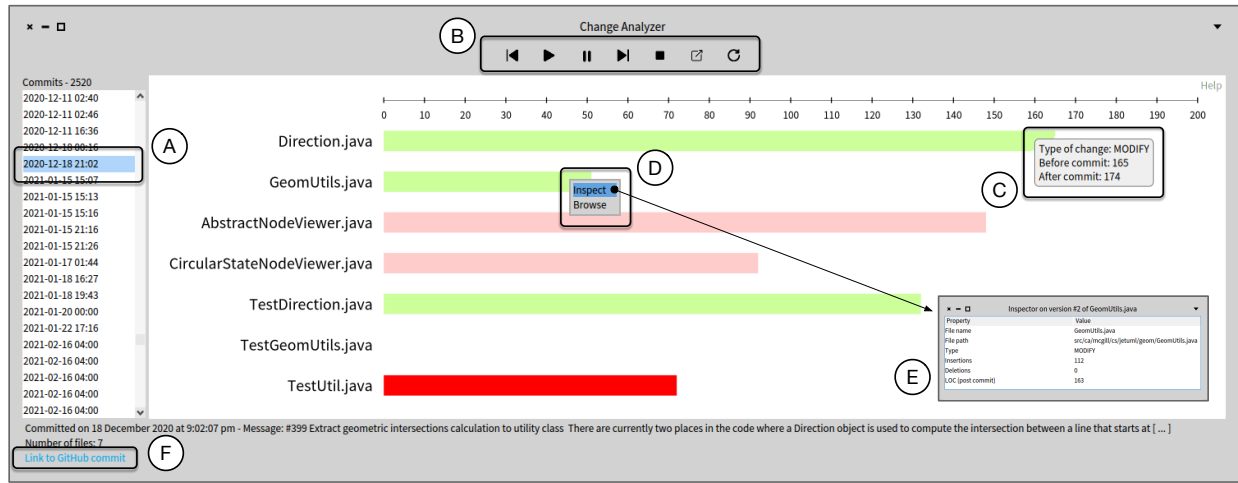 Change Analyzer
B
Commits - 2520
Help
2020-12-11 02:40
2020-12-11 02:46
2020-12-11 16:36
2020-12-18 00:16
2020-12-18 21:02
2021-01-15 15:07
2021-01-15 15:13
2021-01-15 15:16
2021-01-15 21:16
2021-01-15 21:26
2021-01-17 01:44
2021-01-18 16:27
2021-01-18 19:43
2021-01-20 00:00
2021-01-22 17:16
2021-02-16 04:00
2021-02-16 04:00
2021-02-16 04:00
2021-02-16 04:00
2021-02-16 04:00
A
0 10 20 30 40 50 60 70 80 90 100 110 120 130 140 150 160 170 180 190 200
Direction.java
GeomUtils.java
AbstractNodeViewer.java
CircularStateNodeViewer.java
TestDirection.java
TestGeomUtils.java
TestUtil.java
D
Inspect
Browse
C
Type of change: MODIFY
Before commit: 165
After commit: 174
E
Inspector on version #2 of GeomUtils.java
Property Value
File name GeomUtils.java
File path src/ca/mcgill/cs/jetuml/geom/GeomUtils.java
Type MODIFY
Insertions 112
Deletions 0
LOC (post commit) 163
Committed on 18 December 2020 at 9:02:07 pm - Message: #399 Extract geometric intersections calculation to utility class There are currently two places in the code where a Direction object is used to compute the intersection between a line that starts at [ ... ]
Number of files: 7
Link to GitHub commit
F